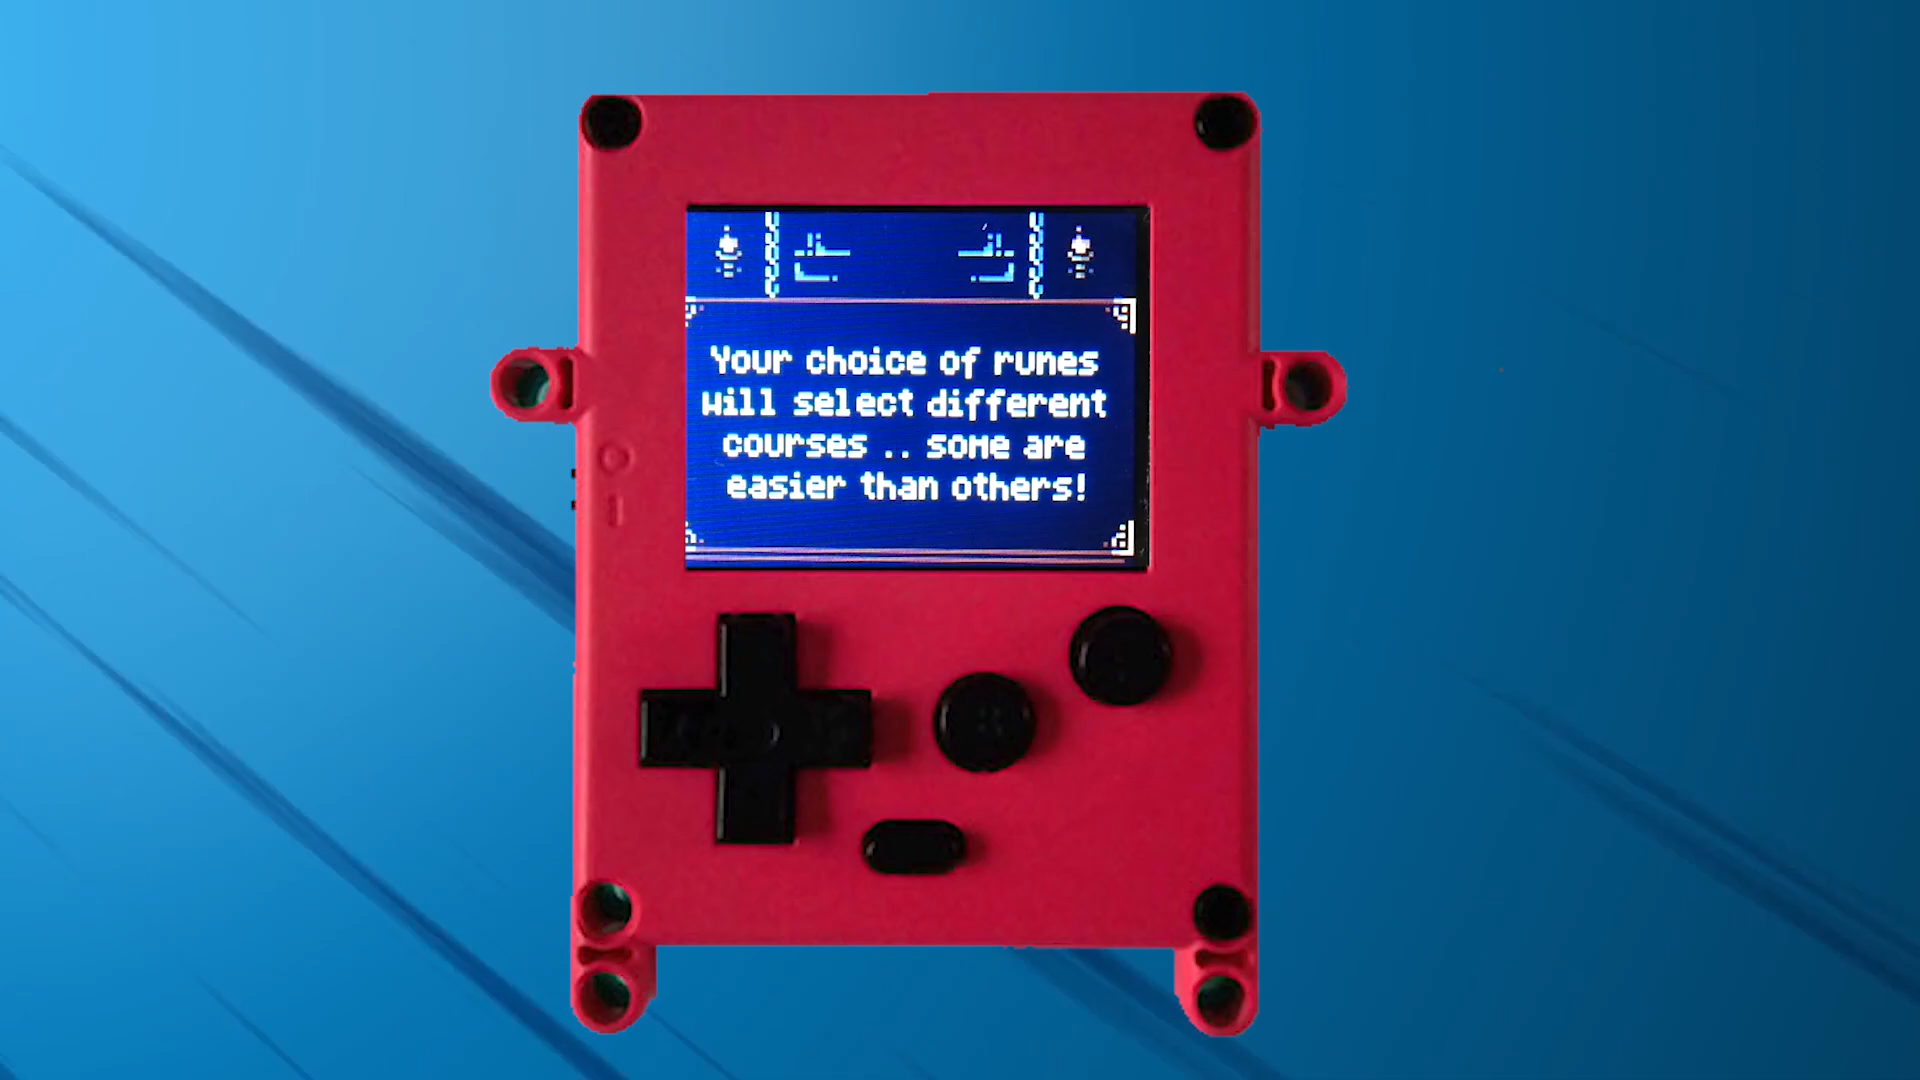 Your choice of runes
will select different
courses .. some are
easier than others!